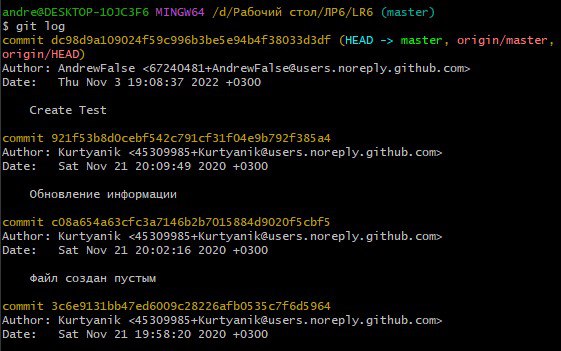 andre@DESKTOP-1OJC3F6 MINGW64 /d/Рабочий стол/ЛР6/LR6 (master)
$ git log
commit dc98d9a109024f59c996b3be5e94b4f38033d3df (HEAD -> master, origin/master,
origin/HEAD)
Author: AndrewFalse <67240481+AndrewFalse@users.noreply.github.com>
Date:   Thu Nov 3 19:08:37 2022 +0300

    Create Test

commit 921f53b8d0cebf542c791cf31f04e9b792f385a4
Author: Kurtyanik <45309985+Kurtyanik@users.noreply.github.com>
Date:   Sat Nov 21 20:09:49 2020 +0300

    Обновление информации

commit c08a654a63cfc3a7146b2b7015884d9020f5cbf5
Author: Kurtyanik <45309985+Kurtyanik@users.noreply.github.com>
Date:   Sat Nov 21 20:02:16 2020 +0300

    Файл создан пустым

commit 3c6e9131bb47ed6009c28226afb0535c7f6d5964
Author: Kurtyanik <45309985+Kurtyanik@users.noreply.github.com>
Date:   Sat Nov 21 19:58:20 2020 +0300